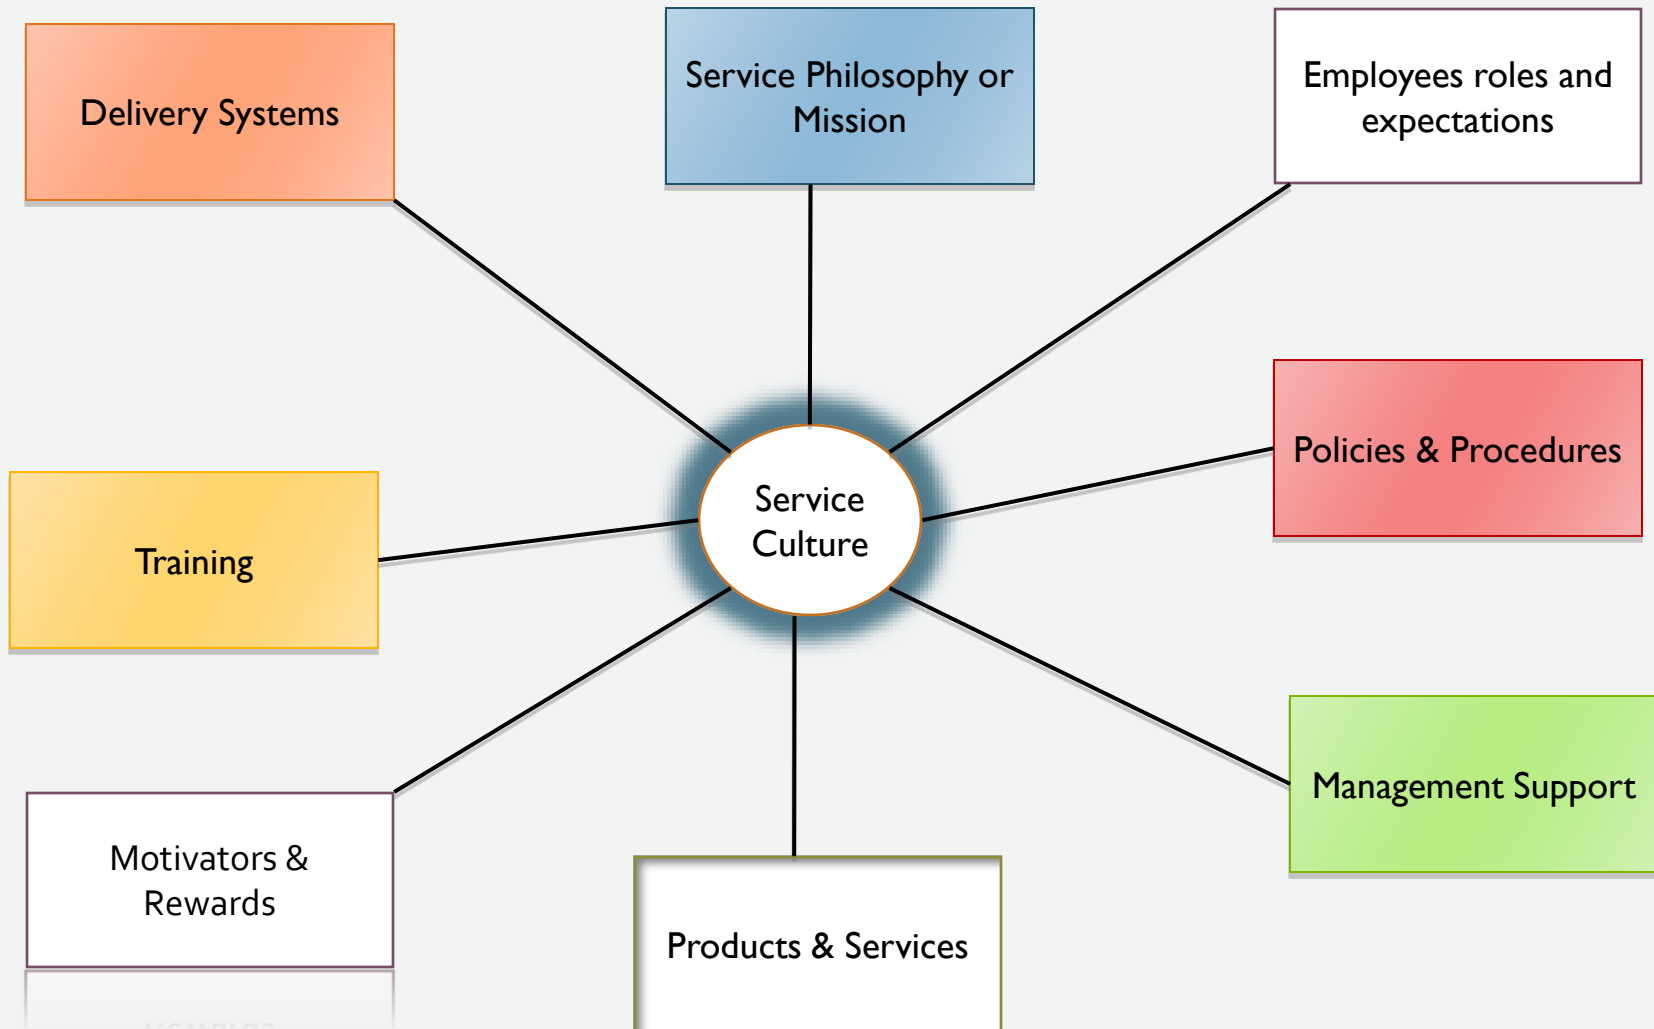 Delivery Systems
Service Philosophy or
Mission
Employees roles and
expectations
Policies & Procedures
Service
Culture
Training
Management Support
Motivators &
Rewards
Products & Services